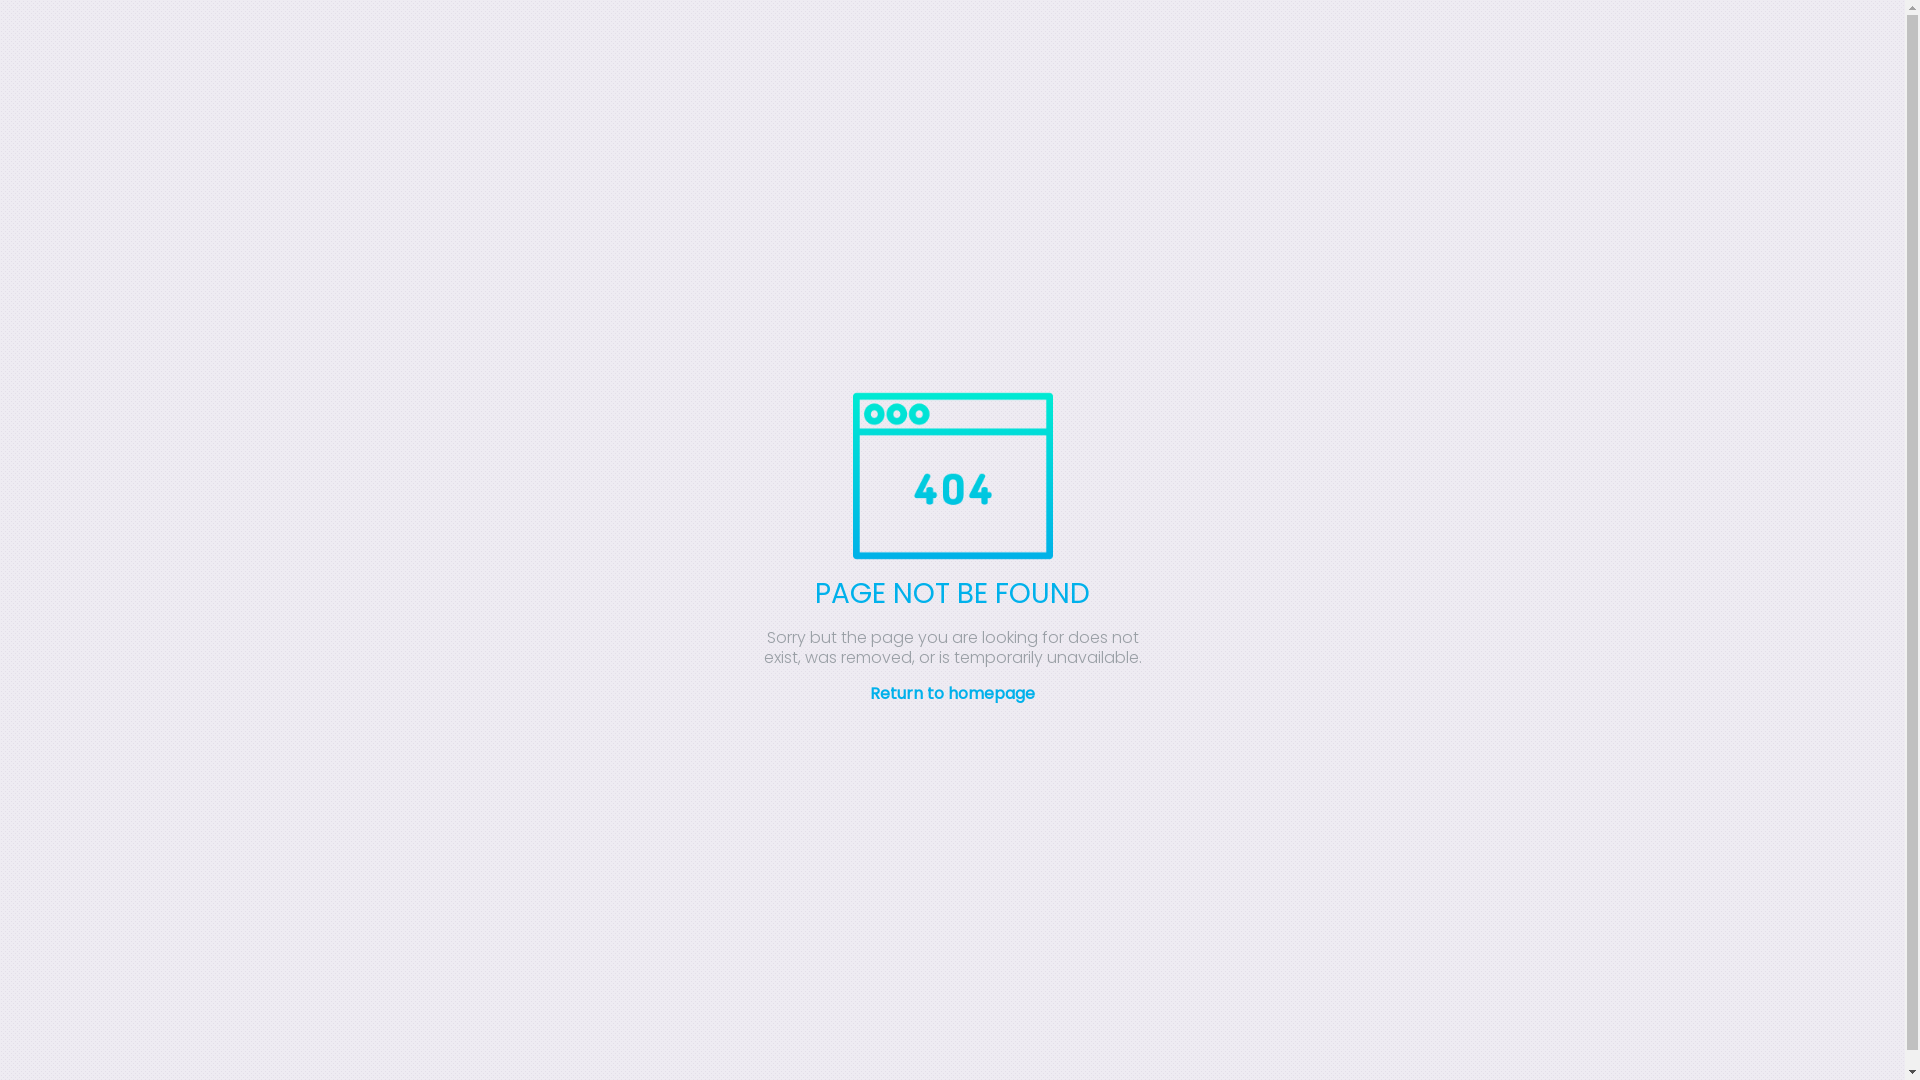 404
PAGE NOT BE FOUND
Sorry but the page you are looking for does not
exist, was removed, or is temporarily unavailable.
Return to homepage